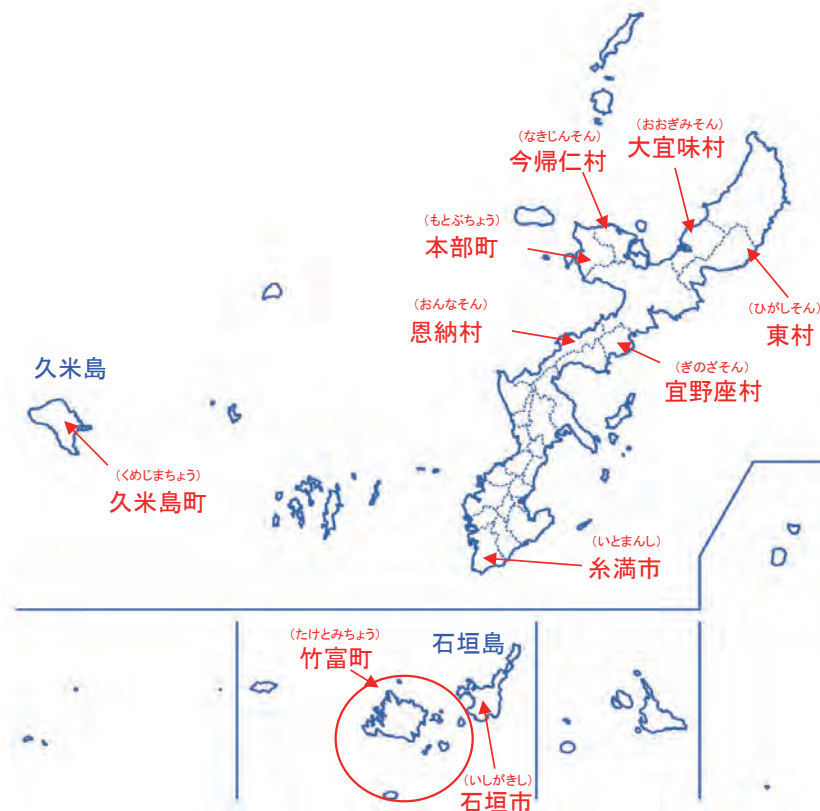 (なきじんそん)
今帰仁村
(おおぎみそん)
大宜味村
(もとぶちょう)
本部町
(ひがしそん)
東村
(おんなそん)
恩納村
(ぎのざそん)
宜野座村
久米島
(くめじまちょう)
久米島町
(いとまんし)
糸満市
(たけとみちょう)
竹富町
石垣島
(いしがきし)
石垣市